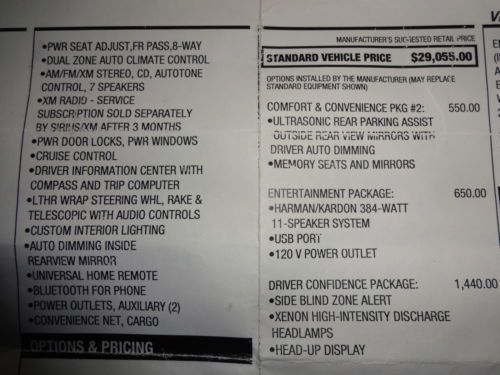 •PWR SEAT ADJUST,FR PASS,8-WAY
•DUAL ZONE AUTO CLIMATE CONTROL
•AM/FM/XM STEREO, CD, AUTOTONE
CONTROL, 7 SPEAKERS
•XM RADIO - SERVICE
SUBSCRIPTION SOLD SEPARATELY
BY SIRIUS/XM AFTER 3 MONTHS
•PWR DOOR LOCKS, PWR WINDOWS
•CRUISE CONTROL
•DRIVER INFORMATION CENTER WITH
COMPASS AND TRIP COMPUTER
•LTHR WRAP STEERING WHL, RAKE &
TELESCOPIC WITH AUDIO CONTROLS
•CUSTOM INTERIOR LIGHTING
•AUTO DIMMING INSIDE
REARVIEW MIRROR
•UNIVERSAL HOME REMOTE
•BLUETOOTH FOR PHONE
•POWER OUTLETS, AUXILIARY (2)
•CONVENIENCE NET, CARGO
OPTIONS & PRICING
MANUFACTURER'S SUGGESTED RETAIL PRICE
STANDARD VEHICLE PRICE $29,055.00
OPTIONS INSTALLED BY THE MANUFACTURER (MAY REPLACE
STANDARD EQUIPMENT SHOWN)
COMFORT & CONVENIENCE PKG #2: 550.00
•ULTRASONIC REAR PARKING ASSIST
OUTSIDE REAR VIEW MIRRORS WITH
DRIVER AUTO DIMMING
•MEMORY SEATS AND MIRRORS
ENTERTAINMENT PACKAGE: 650.00
•HARMAN/KARDON 384-WATT
11-SPEAKER SYSTEM
•USB PORT
•120 V POWER OUTLET
DRIVER CONFIDENCE PACKAGE: 1,440.00
•SIDE BLIND ZONE ALERT
•XENON HIGH-INTENSITY DISCHARGE
HEADLAMPS
•HEAD-UP DISPLAY